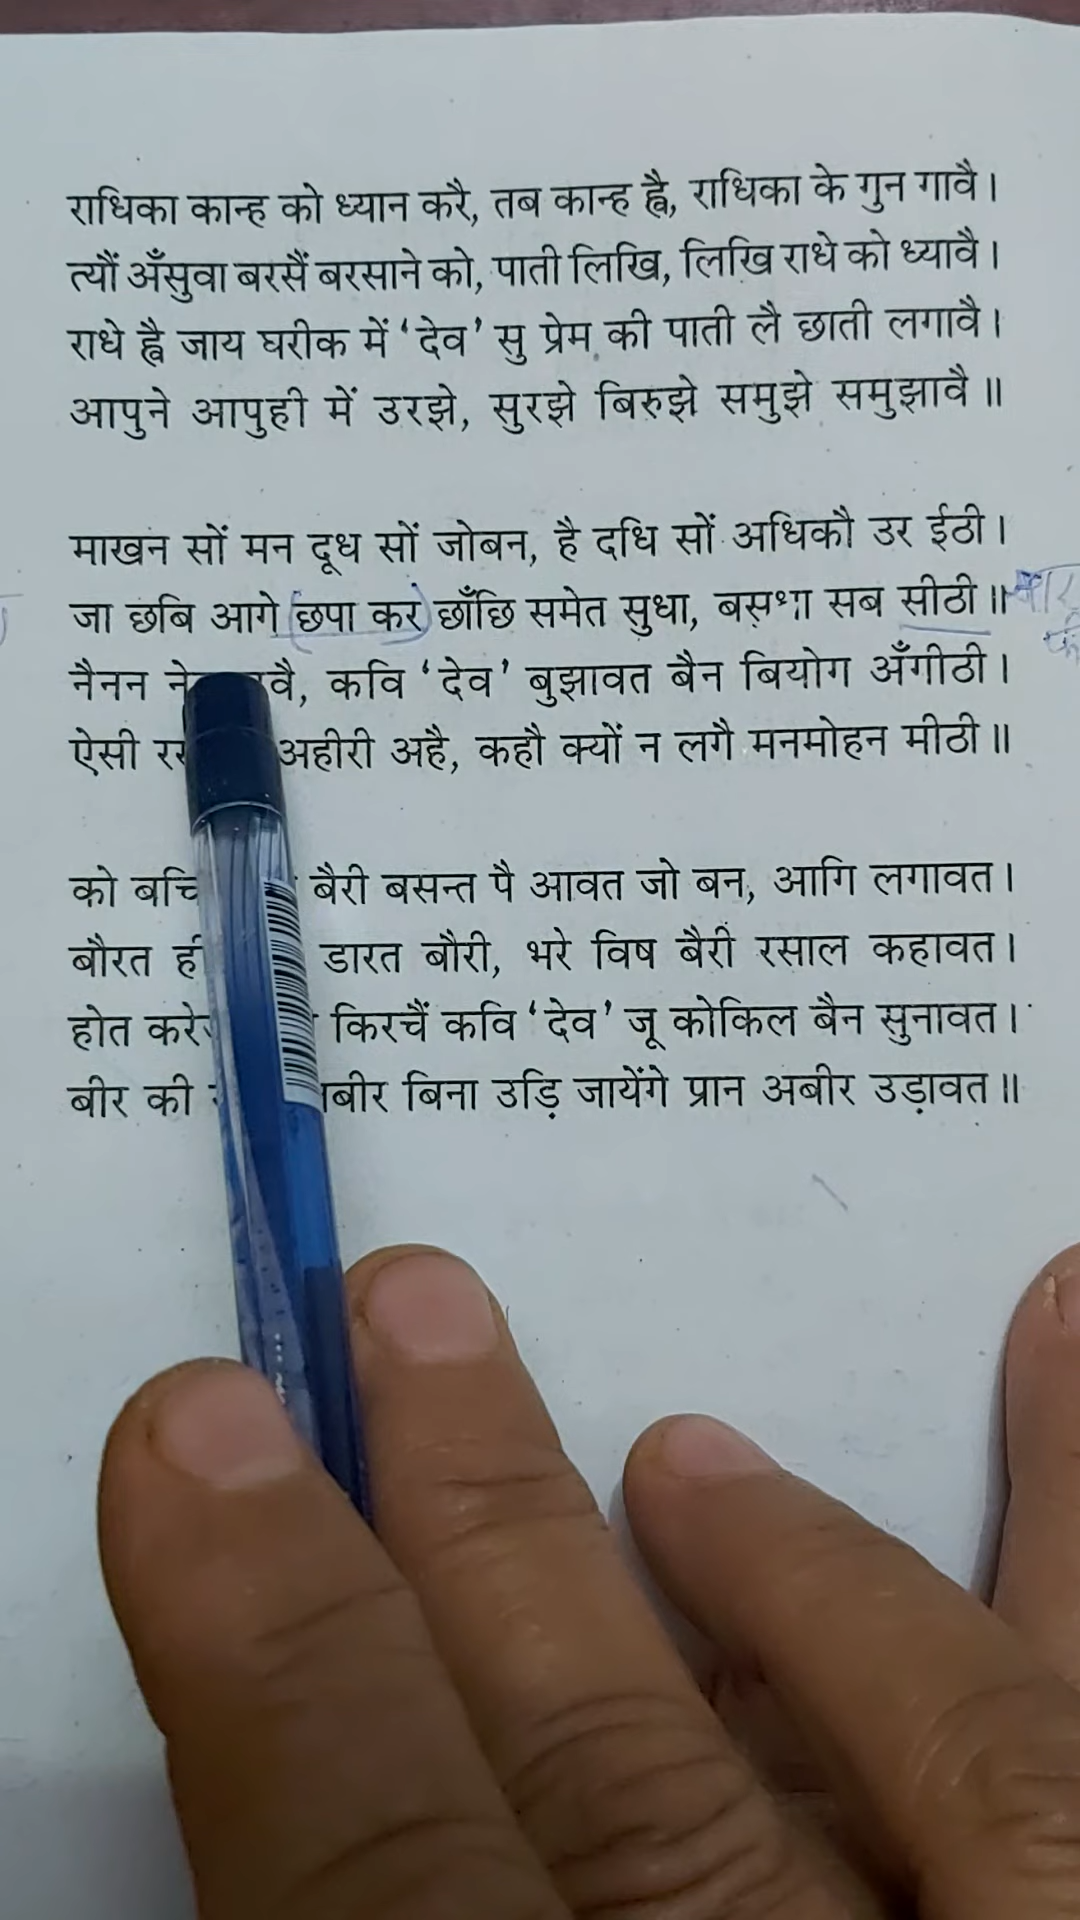 राधिका कान्ह को ध्यान करै, तब कान्ह ह्वै, राधिका के गुन गावै।
त्यौं अँसुवा बरसैं बरसाने को, पाती लिखि, लिखि राधे को ध्यावै।
राधे ह्वै जाय घरीक में ‘देव’ सु प्रेम की पाती लै छाती लगावै।
आपुने आपुही में उरझे, सुरझे बिरुझे समुझे समुझावै॥
माखन सों मन दूध सों जोबन, है दधि सों अधिकौ उर ईठी।
जा छबि आगे छपा कर छाँछि समेत सुधा, बसुधा सब सीठी॥
नैनन कवि ‘देव’ बुझावत बैन बियोग अँगीठी।
ऐसी अहीरी अहै, कहौ क्यों न लगै मनमोहन मीठी॥
को बैरी बसन्त पै आवत जो बन, आगि लगावत।
बौरत डारत बौरी, भरे विष बैरी रसाल कहावत।
होत किरचैं कवि ‘देव’ जू कोकिल बैन सुनावत।
बीर की बिना उड़ि जायेंगे प्रान अबीर उड़ावत॥